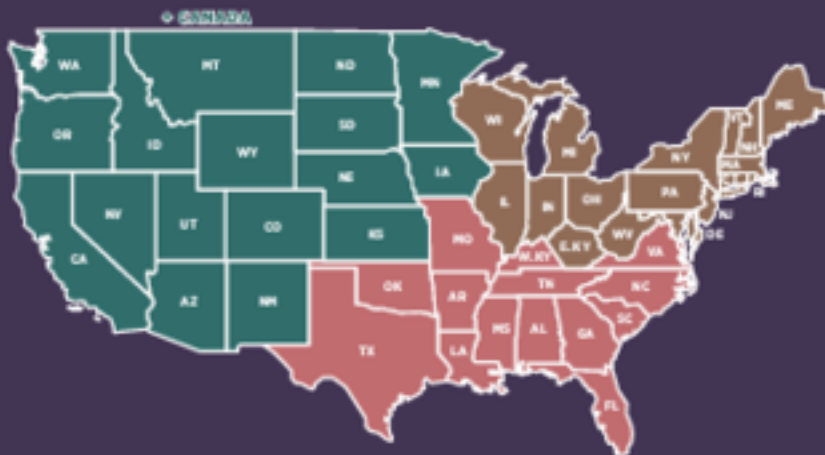 + CANADA
WA
MT
ND
MN
OR
ID
SD
WI
MI
ME
VT
NH
WY
NY
MA
RI
IA
NE
PA
NJ
NV
UT
CO
IL
IN
OH
DE
KS
MO
WV
VA
CA
E.KY
W.KY
AZ
NM
OK
TN
NC
AR
SC
TX
MS
AL
GA
LA
FL